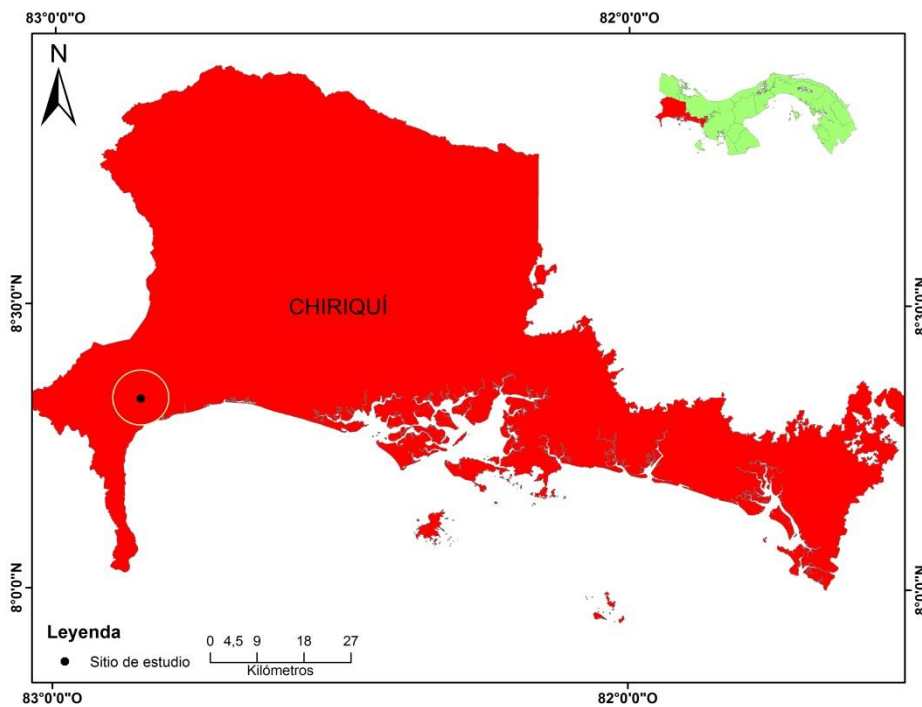 83°0'0"O
82°0'0"O
N
CHIRIQUÍ
8°30'0"N
8°30'0"N
8°0'0"N
8°0'0"N
Leyenda
Sitio de estudio
0 4,5 9 18 27
Kilómetros
83°0'0"O
82°0'0"O